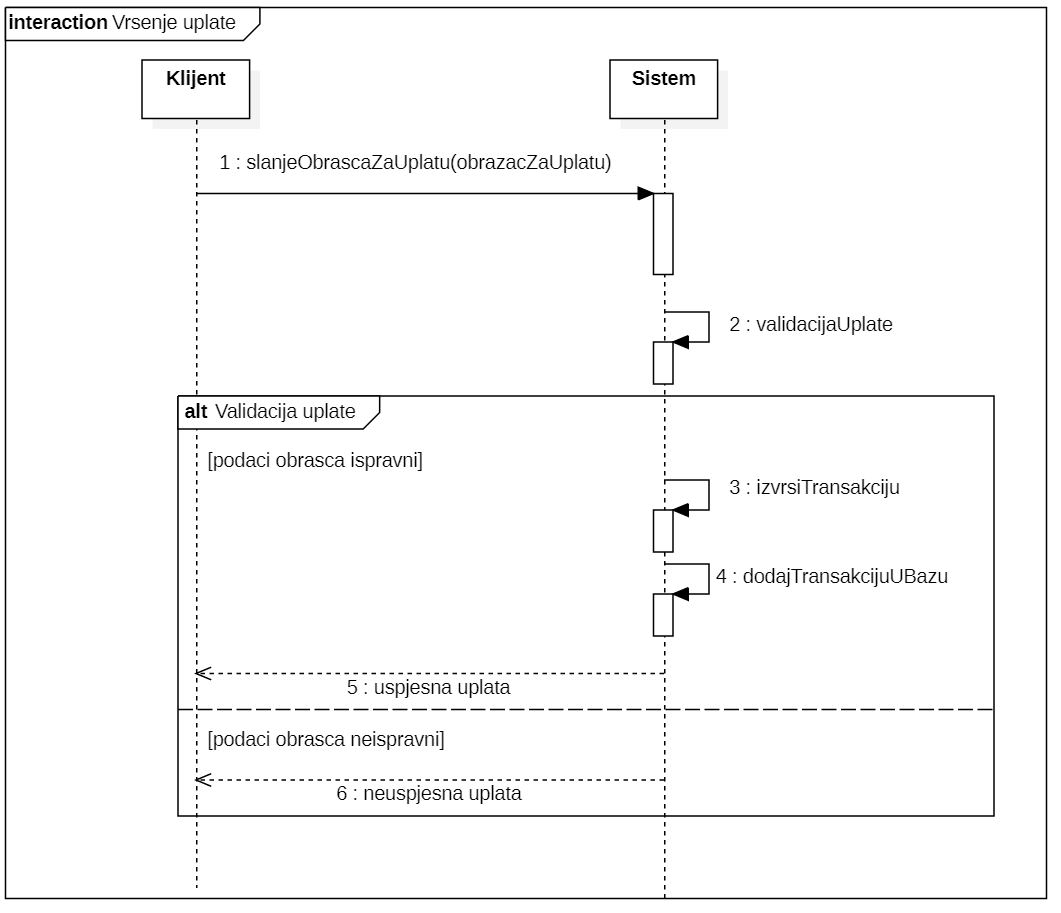 interaction Vrsenje uplate
Klijent
Sistem
1 : slanjeObrascaZaUplatu(obrazacZaUplatu)
2 : validacijaUplate
alt Validacija uplate
[podaci obrasca ispravni]
3 : izvrsiTransakciju
4 : dodajTransakcijuUBazu
5 : uspjesna uplata
[podaci obrasca neispravni]
6 : neuspjesna uplata